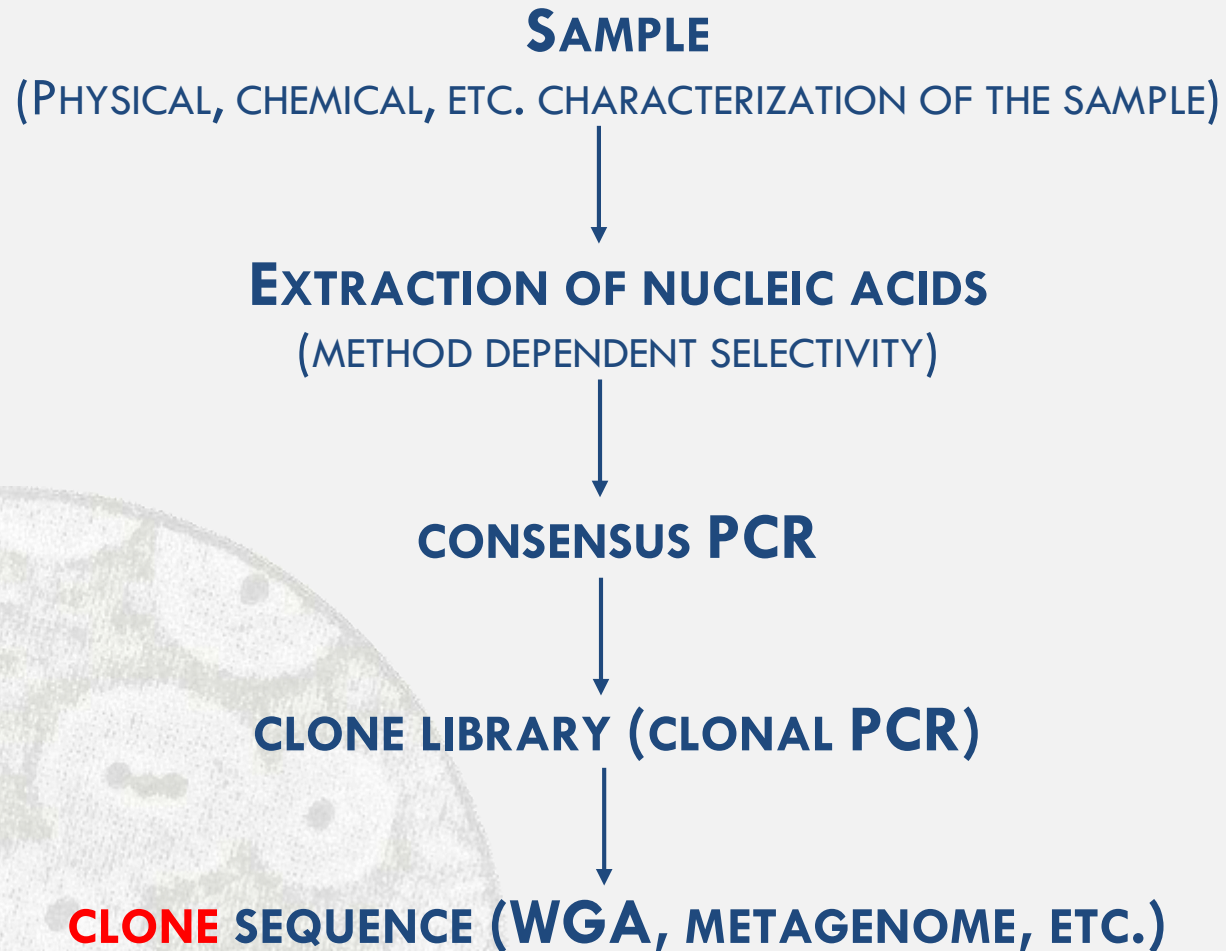 SAMPLE
(PHYSICAL, CHEMICAL, ETC. CHARACTERIZATION OF THE SAMPLE)
EXTRACTION OF NUCLEIC ACIDS
(METHOD DEPENDENT SELECTIVITY)
CONSENSUS PCR
CLONE LIBRARY (CLONAL PCR)
CLONE SEQUENCE (WGA, METAGENOME, ETC.)